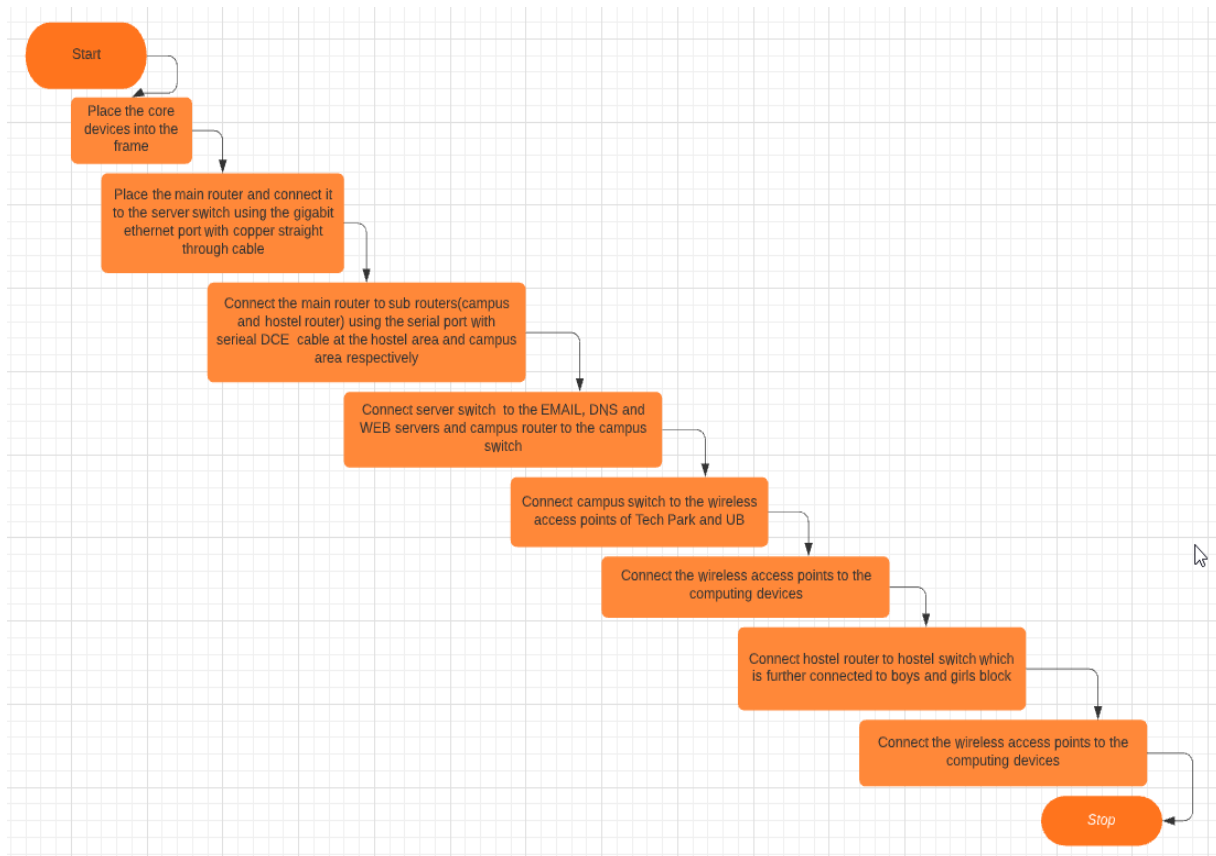 Start
Place the core
devices into the
frame
Place the main router and connect it
to the server switch using the gigabit
ethernet port with copper straight
through cable
Connect the main router to sub routers(campus
and hostel router) using the serial port with
serieal DCE cable at the hostel area and campus
area respectively
Connect server switch to the EMAIL, DNS and
WEB servers and campus router to the campus
switch
Connect campus switch to the wireless
access points of Tech Park and UB
Connect the wireless access points to the
computing devices
Connect hostel router to hostel switch which
is further connected to boys and girls block
Connect the wireless access points to the
computing devices
Stop